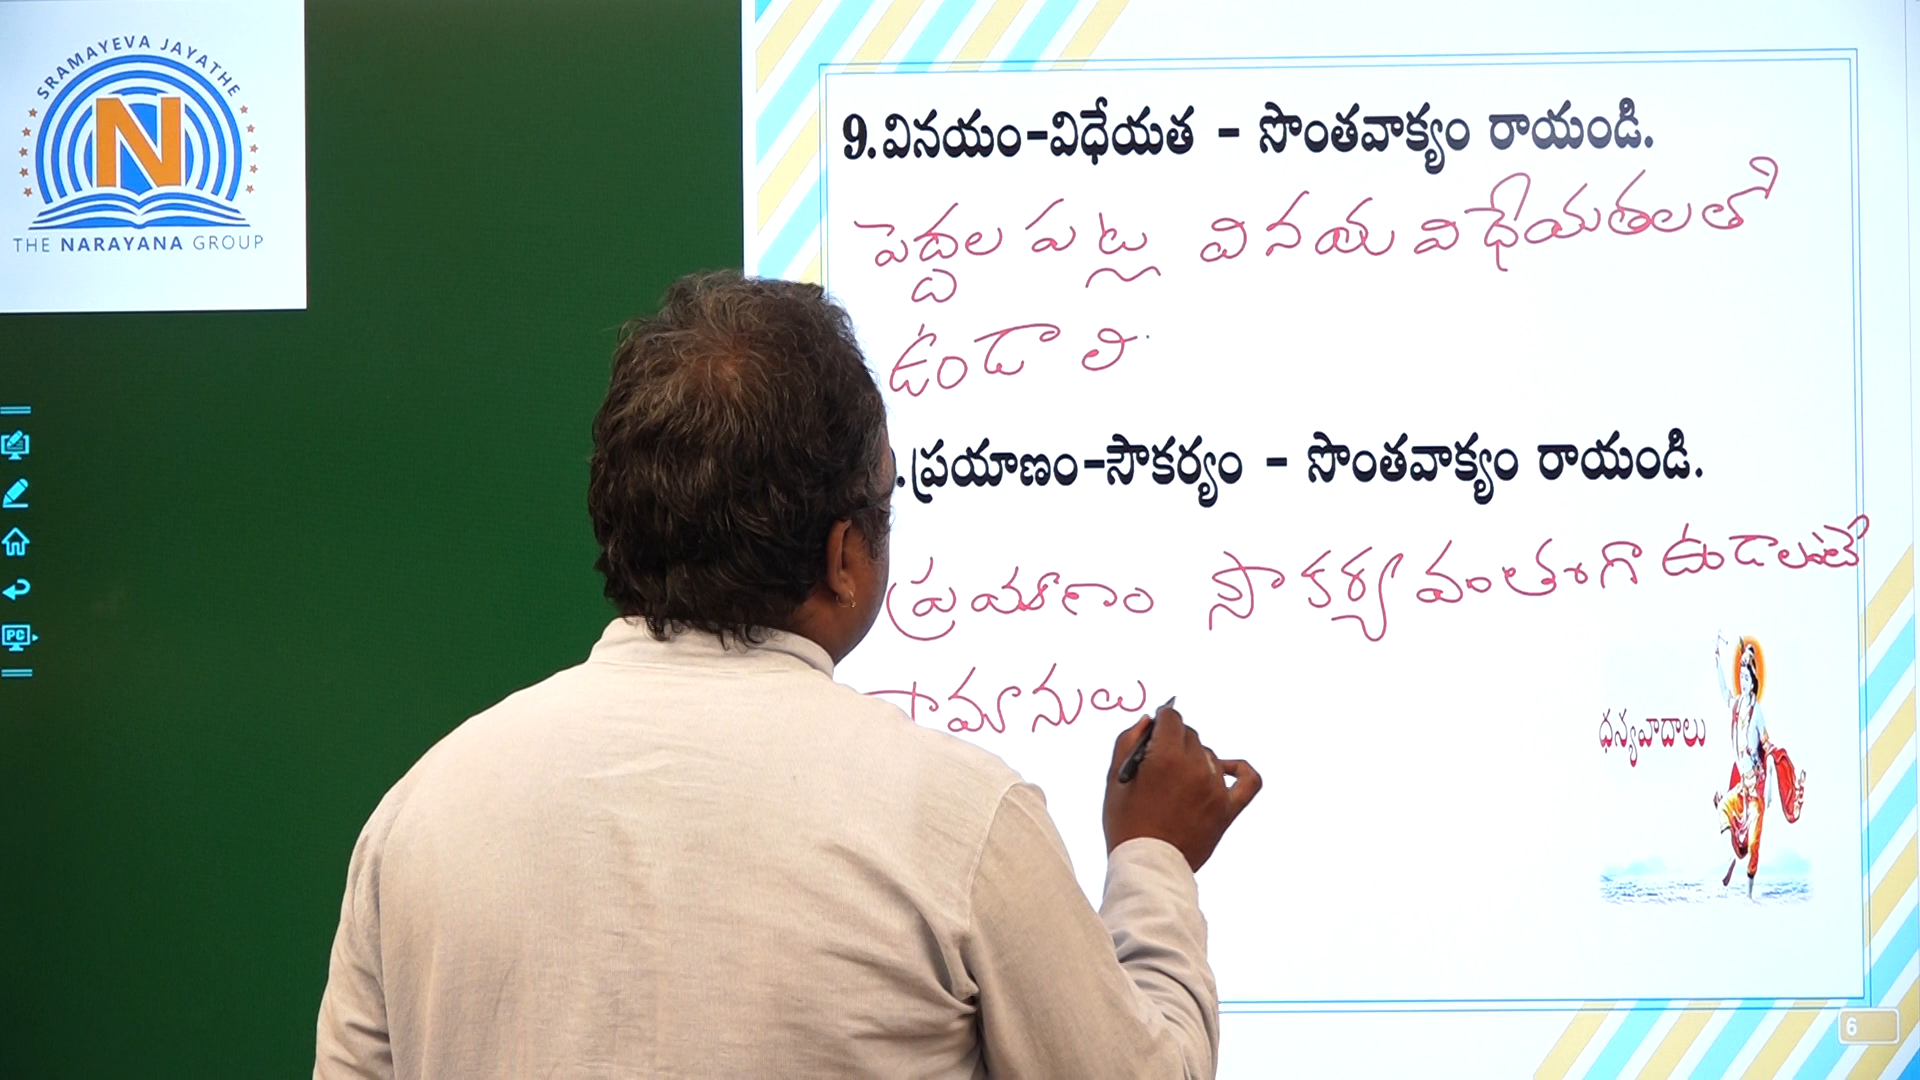 SRAMAYEVA JAYATHE
N
THE NARAYANA GROUP
PC
9.వినయం-విధేయత - సొంతవాక్యం రాయండి.
పెద్దల పట్ల వినయ విధేయతలతో
ఉండాలి.
.ప్రయాణం-సౌకర్యం - సొంతవాక్యం రాయండి.
ప్రయాణం సౌకర్యవంతంగా ఉండాలంటే
సామానులు
ధన్యవాదాలు
6